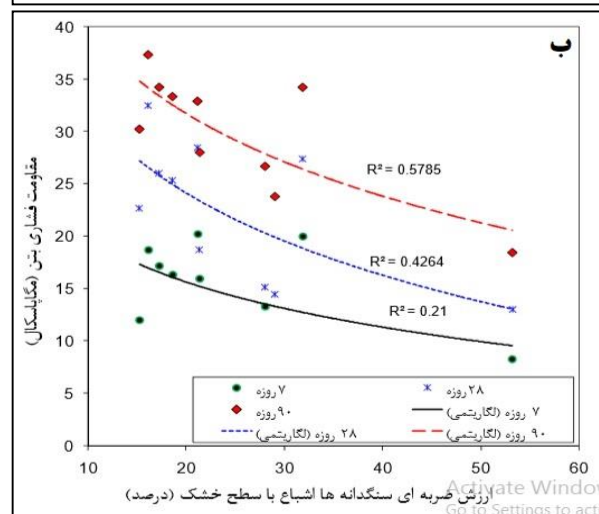 ب
40
35
30
25
20
15
10
5
0
مقاومت فشاری بتن (مگاپاسکال)
R² = 0.5785
R² = 0.4264
R² = 0.21
۷ روزه
۲۸ روزه
۹۰ روزه
۷ روزه (لگاریتمی)
۲۸ روزه (لگاریتمی)
۹۰ روزه (لگاریتمی)
10 20 30 40 50 60
ارزش ضربه ای سنگدانه ها اشباع با سطح خشک (درصد)
Activate Window
Go to Settings to acti